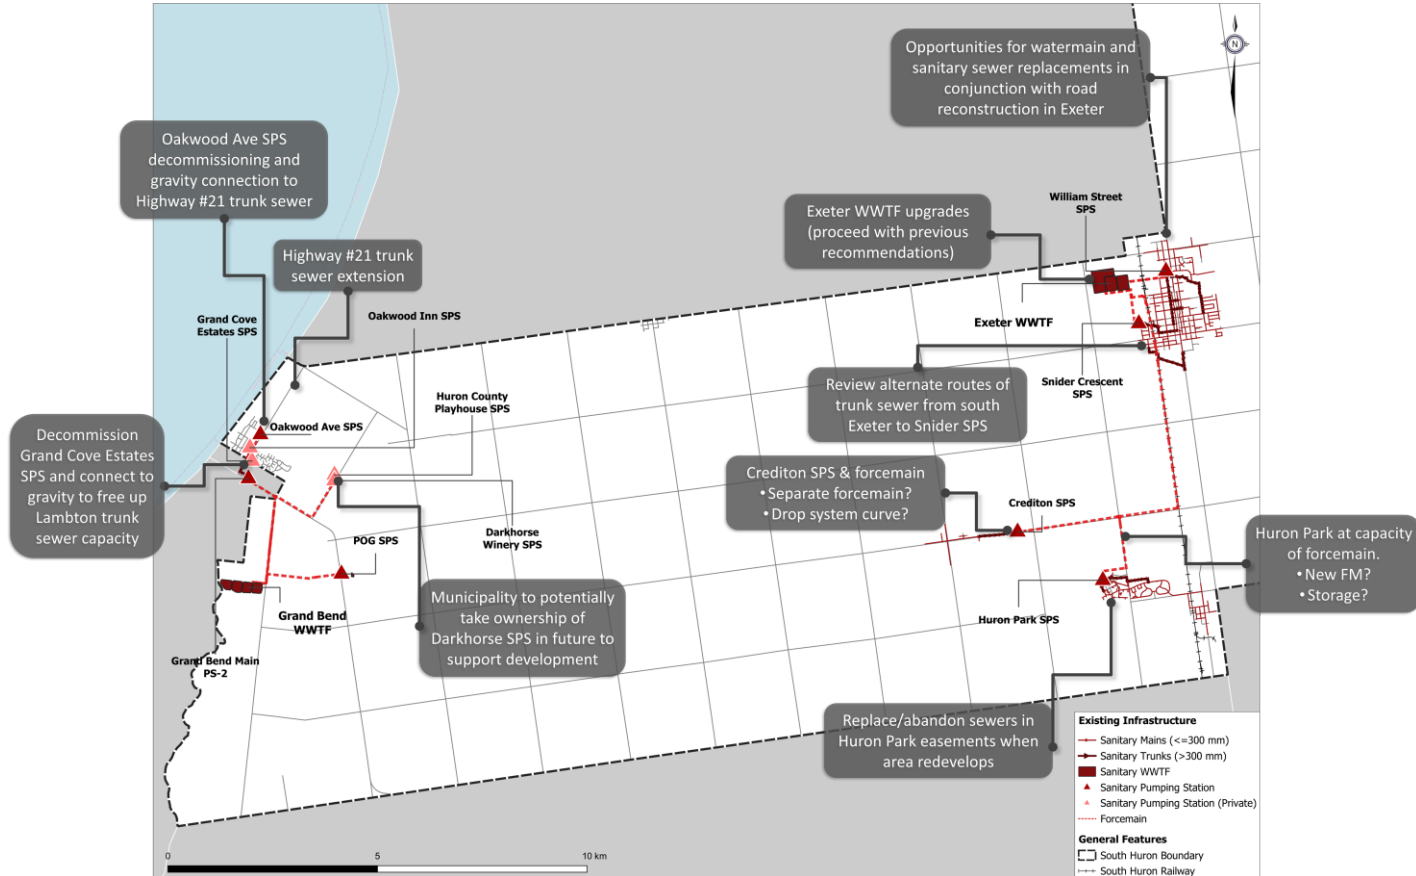 Opportunities for watermain and
sanitary sewer replacements in
conjunction with road
reconstruction in Exeter
N
Oakwood Ave SPS
decommissioning and
gravity connection to
Highway #21 trunk sewer
William Street
SPS
Exeter WWTF upgrades
(proceed with previous
recommendations)
Highway #21 trunk
sewer extension
Grand Cove
Estates SPS
Oakwood Inn SPS
Exeter WWTF
Snider Crescent
SPS
Review alternate routes of
trunk sewer from south
Exeter to Snider SPS
Huron County
Playhouse SPS
Oakwood Ave SPS
Decommission
Grand Cove Estates
SPS and connect to
gravity to free up
Lambton trunk
sewer capacity
Crediton SPS & forcemain
• Separate forcemain?
• Drop system curve?
Crediton SPS
Darkhorse
Winery SPS
POG SPS
Huron Park at capacity
of forcemain.
• New FM?
• Storage?
Municipality to potentially
take ownership of
Darkhorse SPS in future to
support development
Grand Bend
WWTF
Huron Park SPS
Grand Bend Main
PS-2
Replace/abandon sewers in
Huron Park easements when
area redevelops
Existing Infrastructure
Sanitary Mains (<=300 mm)
Sanitary Trunks (>300 mm)
Sanitary WWTF
Sanitary Pumping Station
Sanitary Pumping Station (Private)
Forcemain
General Features
South Huron Boundary
South Huron Railway
0 5 10 km